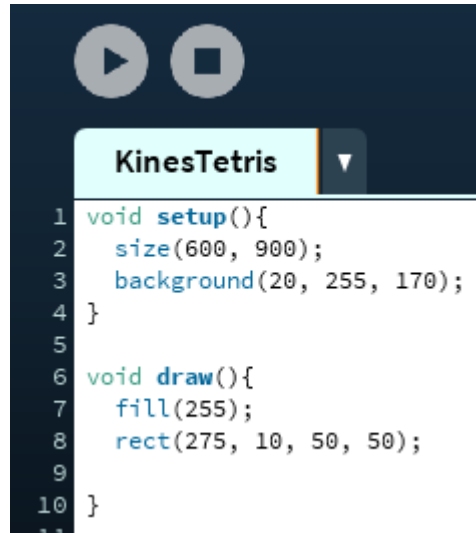 KinesTetris
1 void setup(){
2   size(600, 900);
3   background(20, 255, 170);
4 }
5
6 void draw(){
7   fill(255);
8   rect(275, 10, 50, 50);
9
10 }